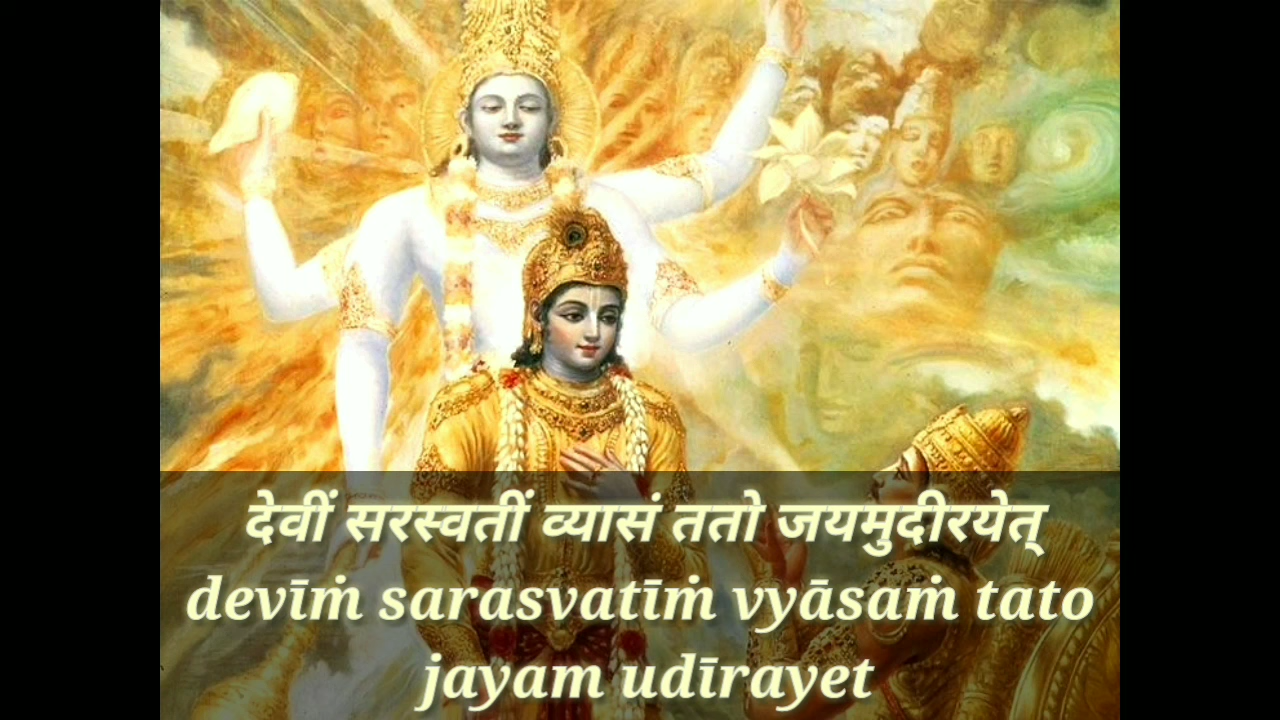 देवीं सरस्वतीं व्यासं ततो जयमुदीरयेत्
devīṁ sarasvatīṁ vyāsaṁ tato
jayam udīrayet